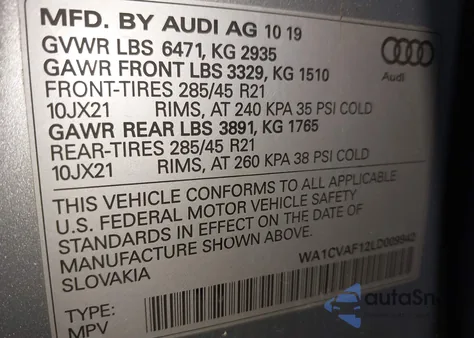 MFD. BY AUDI AG 10 19
GVWR LBS 6471, KG 2935
GAWR FRONT LBS 3329, KG 1510
FRONT-TIRES 285/45 R21
10JX21 RIMS, AT 240 KPA 35 PSI COLD
GAWR REAR LBS 3891, KG 1765
REAR-TIRES 285/45 R21
10JX21 RIMS, AT 260 KPA 38 PSI COLD
Audi
THIS VEHICLE CONFORMS TO ALL APPLICABLE
U.S. FEDERAL MOTOR VEHICLE SAFETY
STANDARDS IN EFFECT ON THE DATE OF
MANUFACTURE SHOWN ABOVE.
SLOVAKIA
WA1CVAF12LD009942
TYPE:
MPV
autaSn